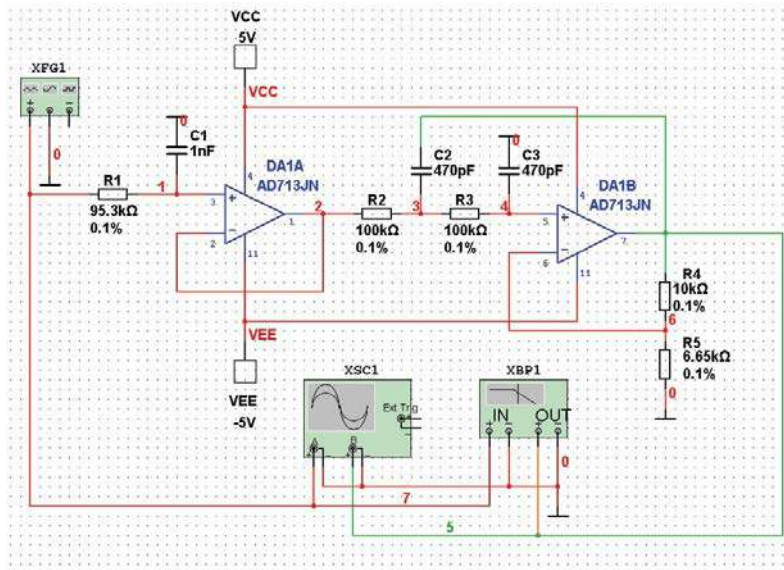 VCC
5V
XFG1
VCC
0
0
C1
1nF
DA1A
AD713JN
C2
470pF
C3
470pF
DA1B
AD713JN
0
R1
95.3kΩ
0.1%
1
3
2
4
11
1
2
R2
100kΩ
0.1%
3
R3
100kΩ
0.1%
4
5
6
4
11
7
R4
10kΩ
0.1%
6
R5
6.65kΩ
0.1%
0
VEE
VEE
-5V
XSC1
Ext Trig
A
B
XBP1
IN
OUT
0
7
5